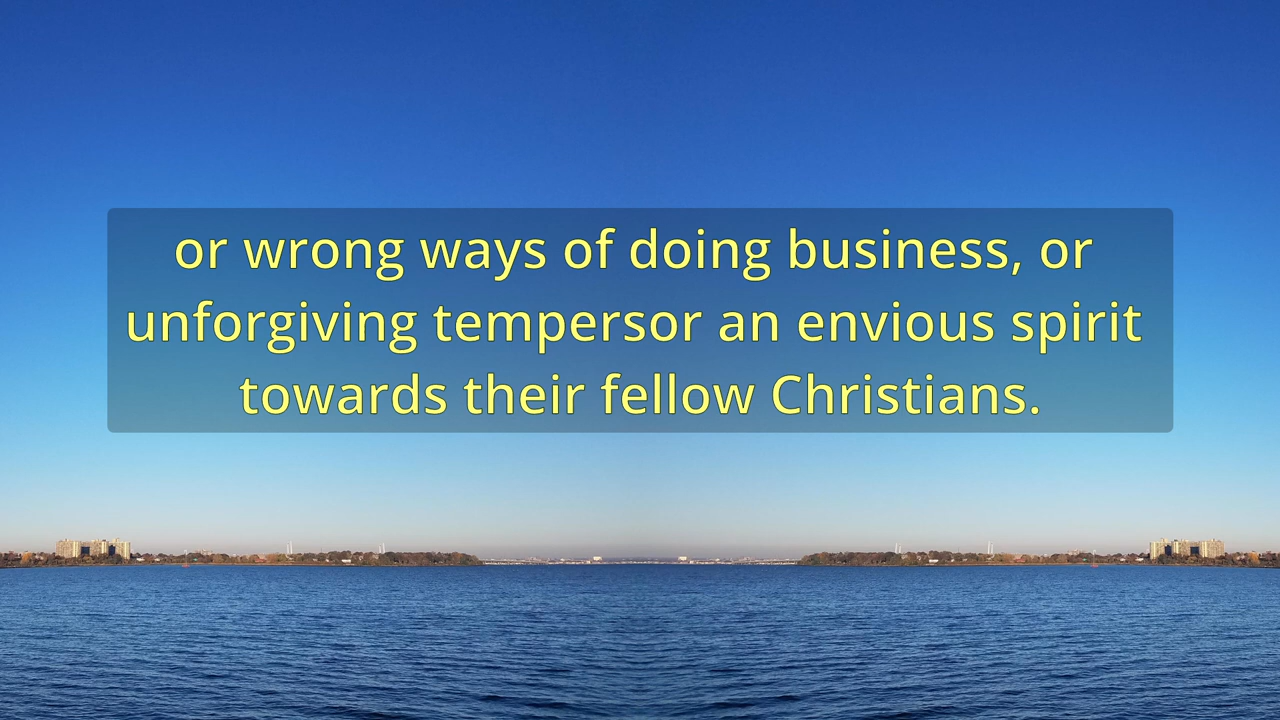 or wrong ways of doing business, or
unforgiving tempersor an envious spirit
towards their fellow Christians.